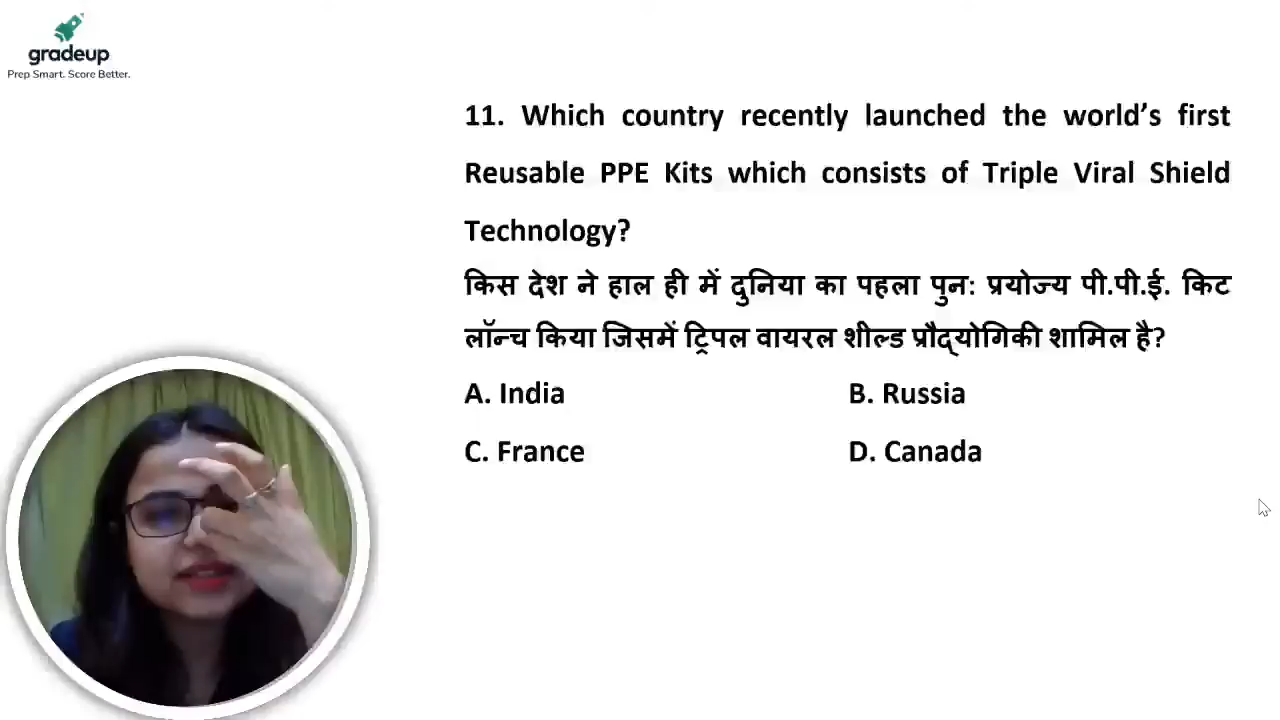 gradeup
Prep Smart. Score Better.
11. Which country recently launched the world’s first
Reusable PPE Kits which consists of Triple Viral Shield
Technology?
किस देश ने हाल ही में दुनिया का पहला पुन: प्रयोज्य पी.पी.ई. किट
लॉन्च किया जिसमें ट्रिपल वायरल शील्ड प्रौद्योगिकी शामिल है?
A. India B. Russia
C. France D. Canada